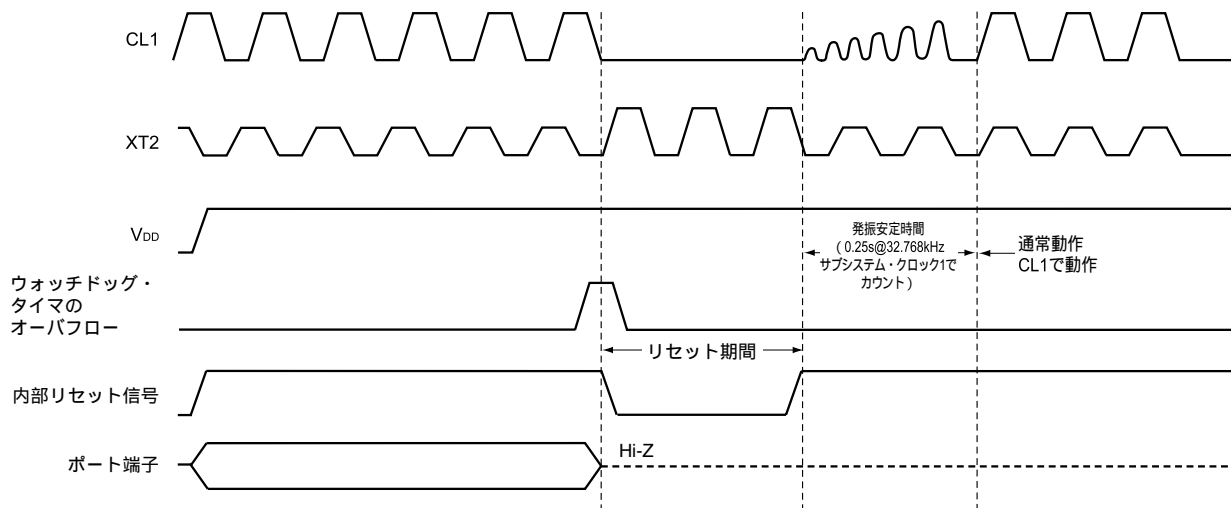 CL1
XT2
VDD
発振安定時間
(0.25s@32.768kHz
サブシステム・クロック1で
カウント)
通常動作
CL1で動作
ウォッチドッグ・
タイマの
オーバフロー
リセット期間
内部リセット信号
Hi-Z
ポート端子